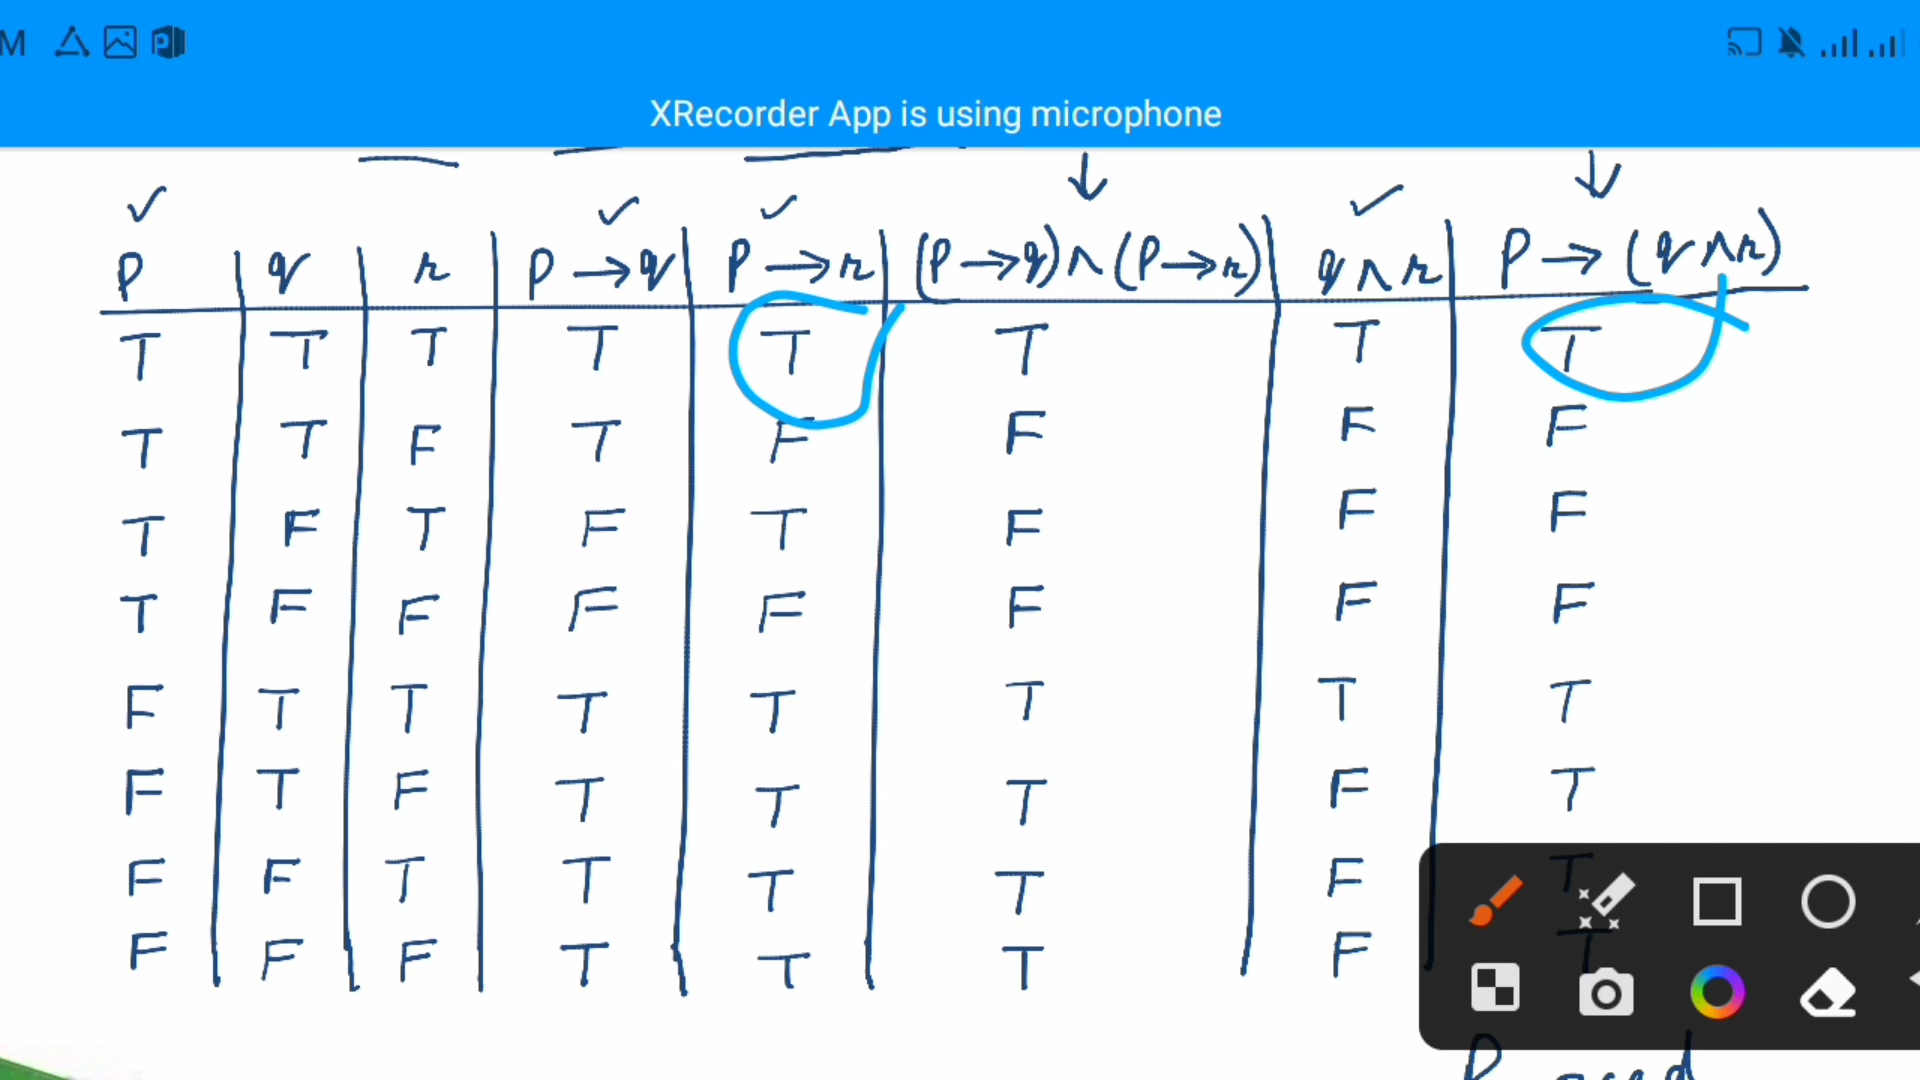 M
XRecorder App is using microphone
P q r P→q P→r (P→q)∧(P→r) q∧r P→(q∧r)
T T T T T T T T
T T F T F F F F
T F T F T F F F
T F F F F F F F
F T T T T T T T
F T F T T T F T
F F T T T T F T
F F F T T T F T